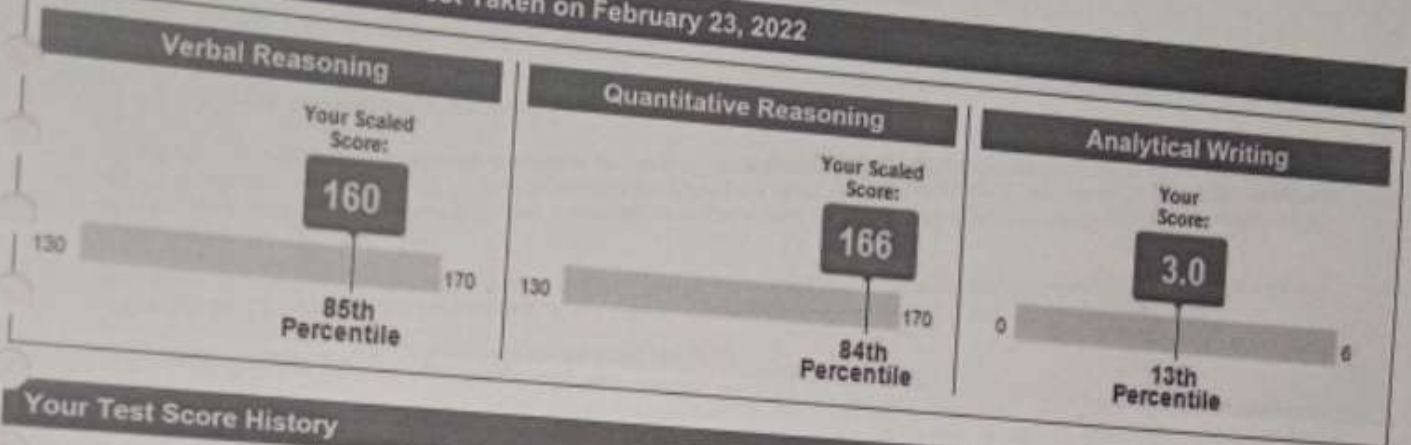 Taken on February 23, 2022
Verbal Reasoning
Your Scaled
Score:
160
130
170
85th
Percentile
Quantitative Reasoning
Your Scaled
Score:
166
130
170
84th
Percentile
Analytical Writing
Your
Score:
3.0
0
6
13th
Percentile
Your Test Score History